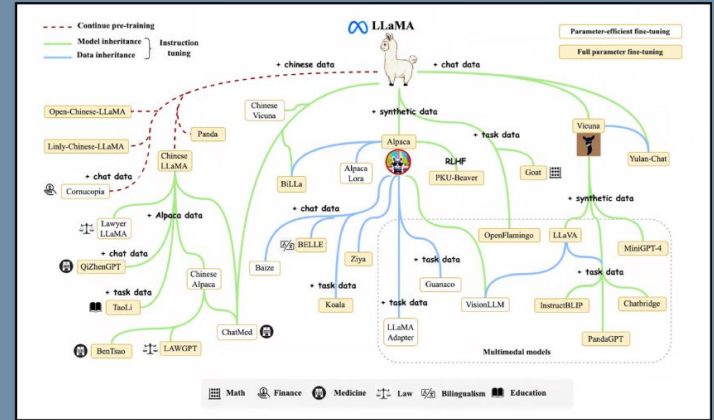 LLaMA
Continue pre-training
Model inheritance
Data inheritance
Instruction
tuning
Parameter-efficient fine-tuning
Full parameter fine-tuning
+ chinese data
+ chat data
+ synthetic data
+ task data
Open-Chinese-LLaMA
Linly-Chinese-LLaMA
Panda
Chinese
Vicuna
Chinese
LLaMA
+ chat data
Cornucopia
+ Alpaca data
Lawyer
LLaMA
+ chat data
QiZhenGPT
+ task data
TaoLi
Chinese
Alpaca
BenTsao
LAWGPT
ChatMed
BiLLa
Alpaca
Alpaca
Lora
RLHF
PKU-Beaver
Goat
Vicuna
Yulan-Chat
+ chat data
Baize
BELLE
Ziya
+ task data
Koala
+ task data
Guanaco
+ task data
LLaMA
Adapter
OpenFlamingo
VisionLLM
+ synthetic data
LLaVA
MiniGPT-4
+ task data
InstructBLIP
Chatbridge
PandaGPT
Multimodal models
Math
Finance
Medicine
Law
Bilingualism
Education